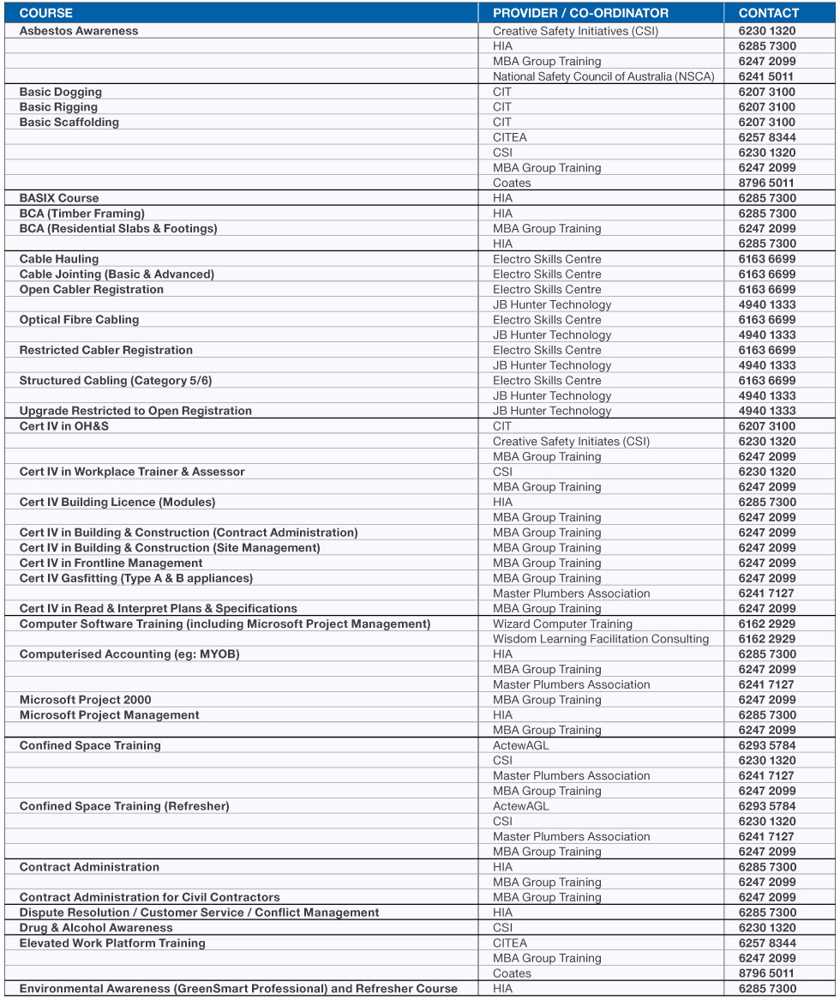 COURSE PROVIDER / CO-ORDINATOR CONTACT
Asbestos Awareness Creative Safety Initiatives (CSI) 6230 1320
HIA 6285 7300
MBA Group Training 6247 2099
National Safety Council of Australia (NSCA) 6241 5011
Basic Dogging CIT 6207 3100
Basic Rigging CIT 6207 3100
Basic Scaffolding CIT 6207 3100
CITEA 6257 8344
CSI 6230 1320
MBA Group Training 6247 2099
Coates 8796 5011
BASIX Course HIA 6285 7300
BCA (Timber Framing) HIA 6285 7300
BCA (Residential Slabs & Footings) MBA Group Training 6247 2099
HIA 6285 7300
Cable Hauling Electro Skills Centre 6163 6699
Cable Jointing (Basic & Advanced) Electro Skills Centre 6163 6699
Open Cabler Registration Electro Skills Centre 6163 6699
JB Hunter Technology 4940 1333
Optical Fibre Cabling Electro Skills Centre 6163 6699
JB Hunter Technology 4940 1333
Restricted Cabler Registration Electro Skills Centre 6163 6699
JB Hunter Technology 4940 1333
Structured Cabling (Category 5/6) Electro Skills Centre 6163 6699
JB Hunter Technology 4940 1333
Upgrade Restricted to Open Registration JB Hunter Technology 4940 1333
Cert IV in OH&S CIT 6207 3100
Creative Safety Initiates (CSI) 6230 1320
MBA Group Training 6247 2099
Cert IV in Workplace Trainer & Assessor CSI 6230 1320
MBA Group Training 6247 2099
Cert IV Building Licence (Modules) HIA 6285 7300
MBA Group Training 6247 2099
Cert IV in Building & Construction (Contract Administration) MBA Group Training 6247 2099
Cert IV in Building & Construction (Site Management) MBA Group Training 6247 2099
Cert IV in Frontline Management MBA Group Training 6247 2099
Cert IV Gasfitting (Type A & B appliances) MBA Group Training 6247 2099
Master Plumbers Association 6241 7127
Cert IV in Read & Interpret Plans & Specifications MBA Group Training 6247 2099
Computer Software Training (including Microsoft Project Management) Wizard Computer Training 6162 2929
Wisdom Learning Facilitation Consulting 6162 2929
Computerised Accounting (eg: MYOB) HIA 6285 7300
MBA Group Training 6247 2099
Master Plumbers Association 6241 7127
Microsoft Project 2000 MBA Group Training 6247 2099
Microsoft Project Management HIA 6285 7300
MBA Group Training 6247 2099
Confined Space Training ActewAGL 6293 5784
CSI 6230 1320
Master Plumbers Association 6241 7127
MBA Group Training 6247 2099
Confined Space Training (Refresher) ActewAGL 6293 5784
CSI 6230 1320
Master Plumbers Association 6241 7127
MBA Group Training 6247 2099
Contract Administration HIA 6285 7300
MBA Group Training 6247 2099
Contract Administration for Civil Contractors MBA Group Training 6247 2099
Dispute Resolution / Customer Service / Conflict Management HIA 6285 7300
Drug & Alcohol Awareness CSI 6230 1320
Elevated Work Platform Training CITEA 6257 8344
MBA Group Training 6247 2099
Coates 8796 5011
Environmental Awareness (GreenSmart Professional) and Refresher Course HIA 6285 7300